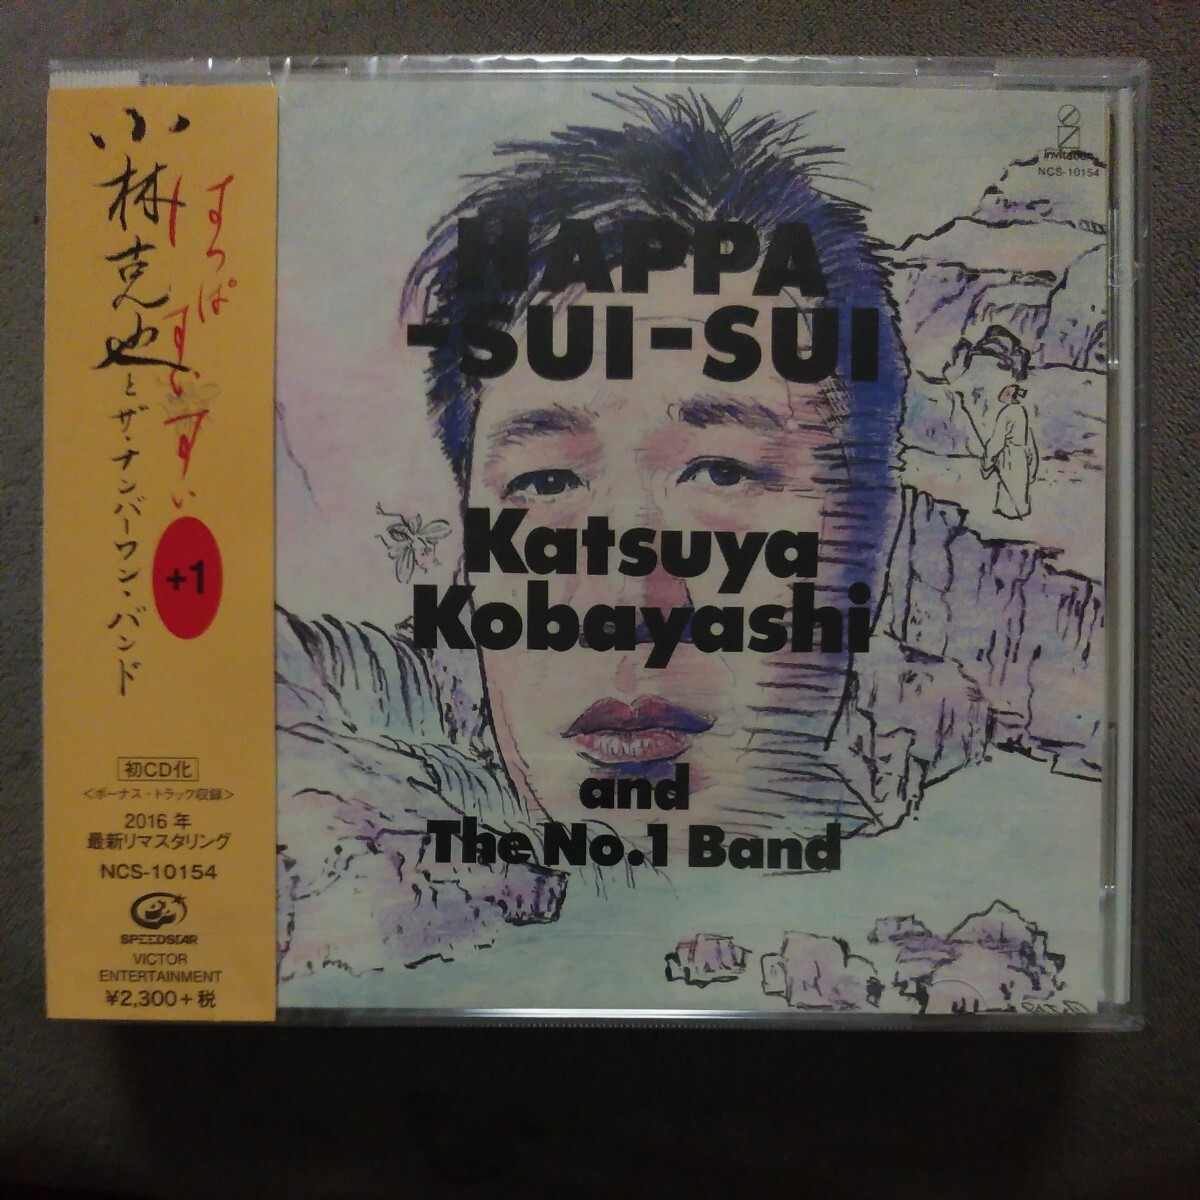 小林克也とザ・ナンバーワン・バンド
はっぱすいすい
+1
初CD化
<ボーナス・トラック収録>
2016年
最新リマスタリング
NCS-10154
SPEEDSTAR
VICTOR
ENTERTAINMENT
¥2,300+税
invitation
NCS-10154
HAPPA
-SUI-SUI
Katsuya
Kobayashi
and
The No.1 Band